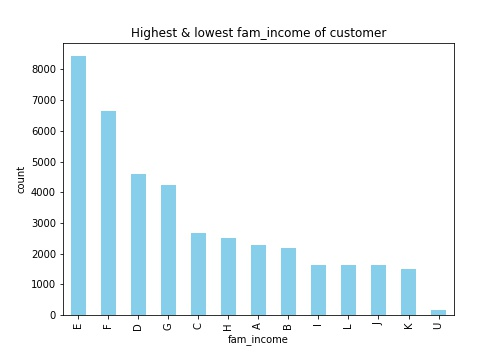 Highest & lowest fam_income of customer
8000
7000
6000
5000
4000
3000
2000
1000
0
count
E F D G C H A B I L J K U
fam_income